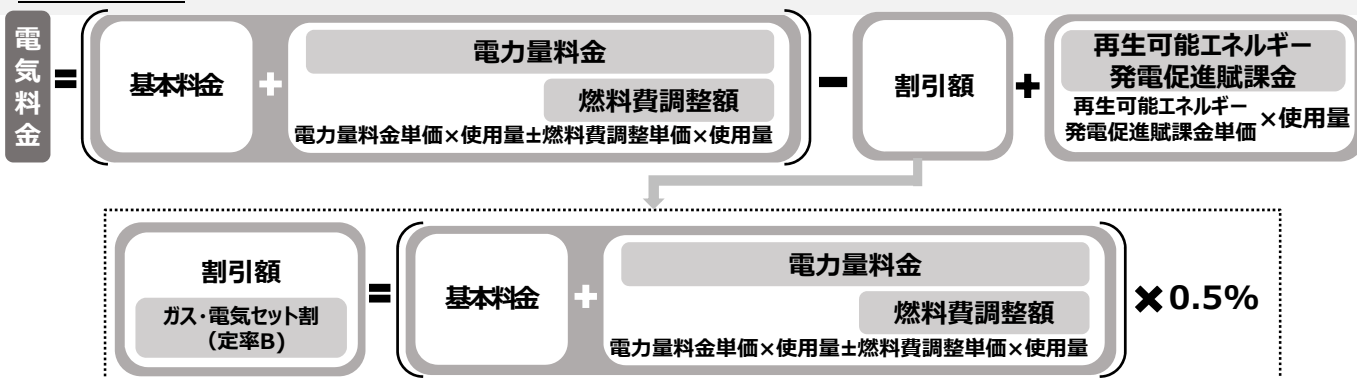 電気料金
=
基本料金
+
電力量料金
燃料費調整額
電力量料金単価×使用量±燃料費調整単価×使用量
−
割引額
+
再生可能エネルギー
発電促進賦課金
再生可能エネルギー
発電促進賦課金単価
×使用量
割引額
ガス・電気セット割
(定率B)
=
基本料金
+
電力量料金
燃料費調整額
電力量料金単価×使用量±燃料費調整単価×使用量
×0.5%